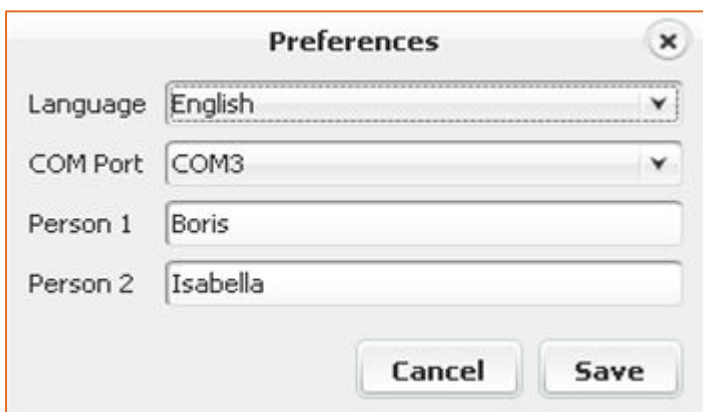 Preferences
Language English
COM Port COM3
Person 1 Boris
Person 2 Isabella
Cancel Save